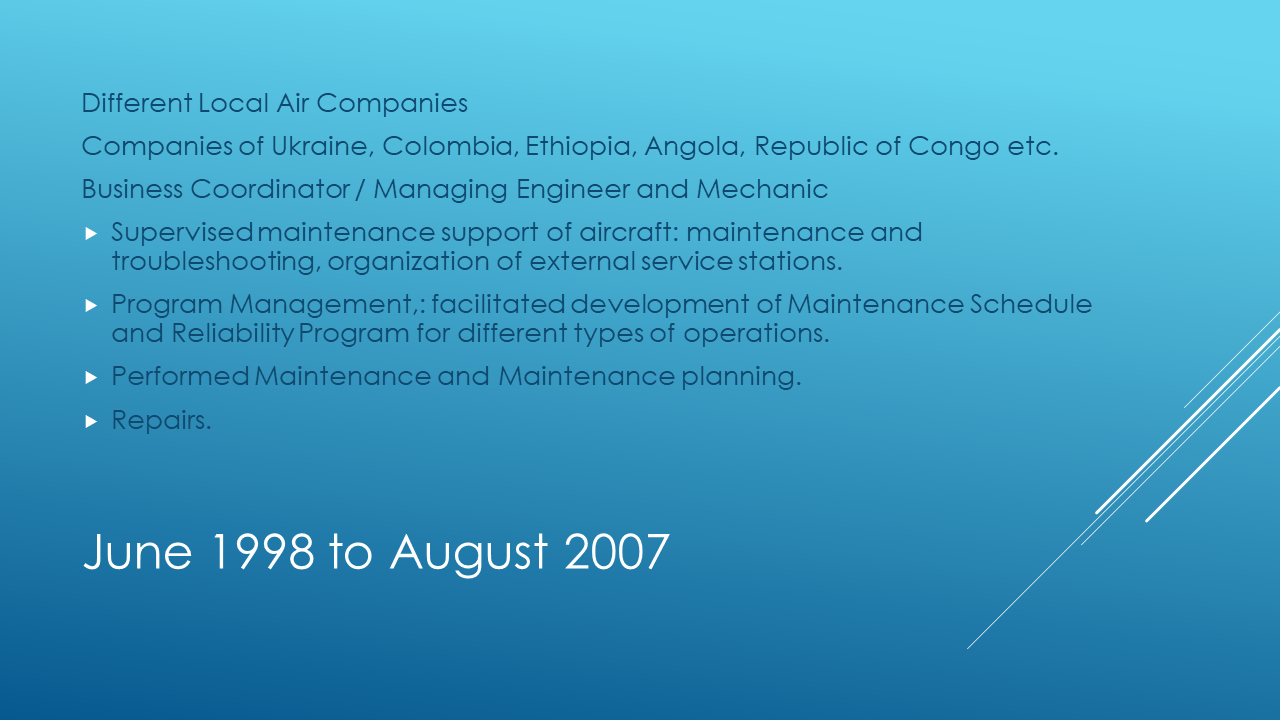 Different Local Air Companies
Companies of Ukraine, Colombia, Ethiopia, Angola, Republic of Congo etc.
Business Coordinator / Managing Engineer and Mechanic
Supervised maintenance support of aircraft: maintenance and
troubleshooting, organization of external service stations.
Program Management,: facilitated development of Maintenance Schedule
and Reliability Program for different types of operations.
Performed Maintenance and Maintenance planning.
Repairs.
June 1998 to August 2007